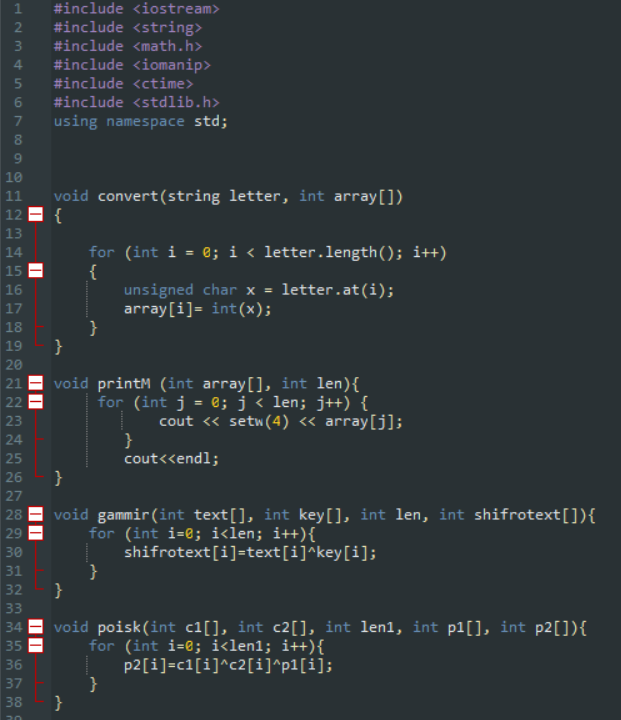 1 #include <iostream>
2 #include <string>
3 #include <math.h>
4 #include <iomanip>
5 #include <ctime>
6 #include <stdlib.h>
7 using namespace std;
8
9
10
11 void convert(string letter, int array[])
12 {
13
14 for (int i = 0; i < letter.length(); i++)
15 {
16 unsigned char x = letter.at(i);
17 array[i]= int(x);
18 }
19 }
20
21 void printM (int array[], int len){
22 for (int j = 0; j < len; j++) {
23 cout << setw(4) << array[j];
24 }
25 cout<<endl;
26 }
27
28 void gammir(int text[], int key[], int len, int shifrotext[]){
29 for (int i=0; i<len; i++){
30 shifrotext[i]=text[i]^key[i];
31 }
32 }
33
34 void poisk(int c1[], int c2[], int len1, int p1[], int p2[]){
35 for (int i=0; i<len1; i++){
36 p2[i]=c1[i]^c2[i]^p1[i];
37 }
38 }